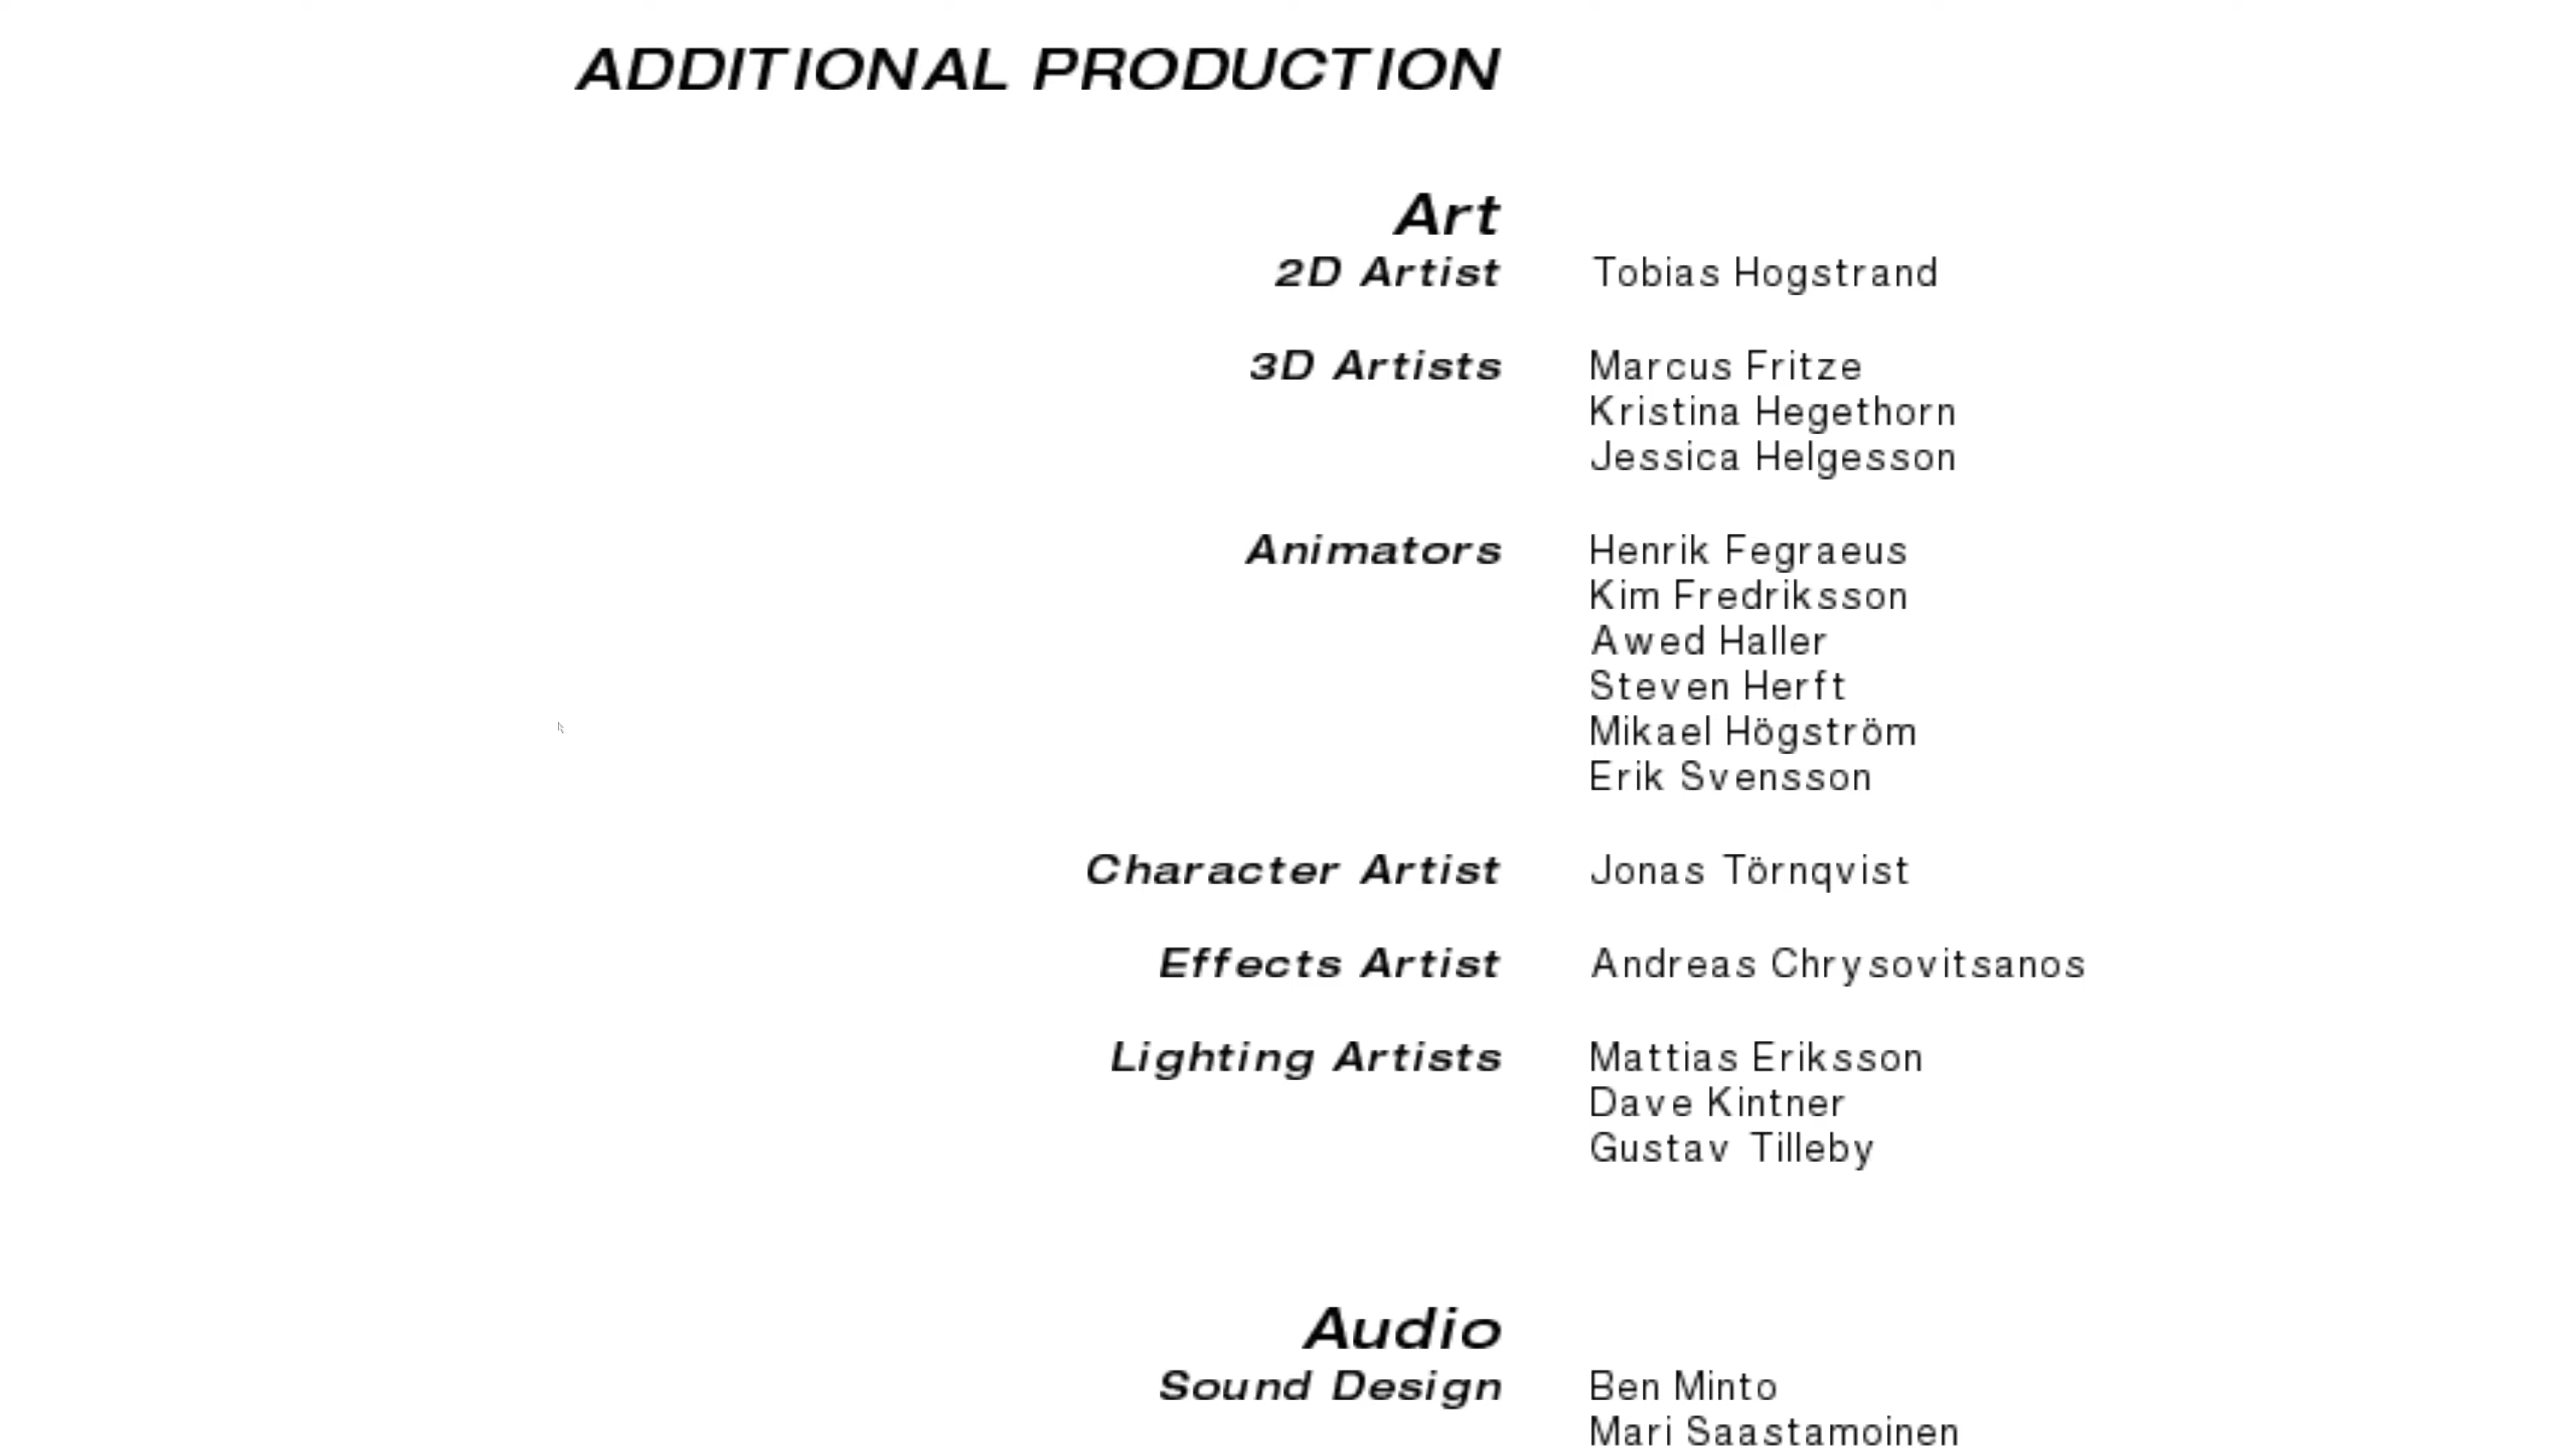 ADDITIONAL PRODUCTION
Art
2D Artist Tobias Hogstrand
3D Artists Marcus Fritze
Kristina Hegethorn
Jessica Helgesson
Animators Henrik Fegraeus
Kim Fredriksson
Awed Haller
Steven Herft
Mikael Högström
Erik Svensson
Character Artist Jonas Törnqvist
Effects Artist Andreas Chrysovitsanos
Lighting Artists Mattias Eriksson
Dave Kintner
Gustav Tilleby
Audio
Sound Design Ben Minto
Mari Saastamoinen